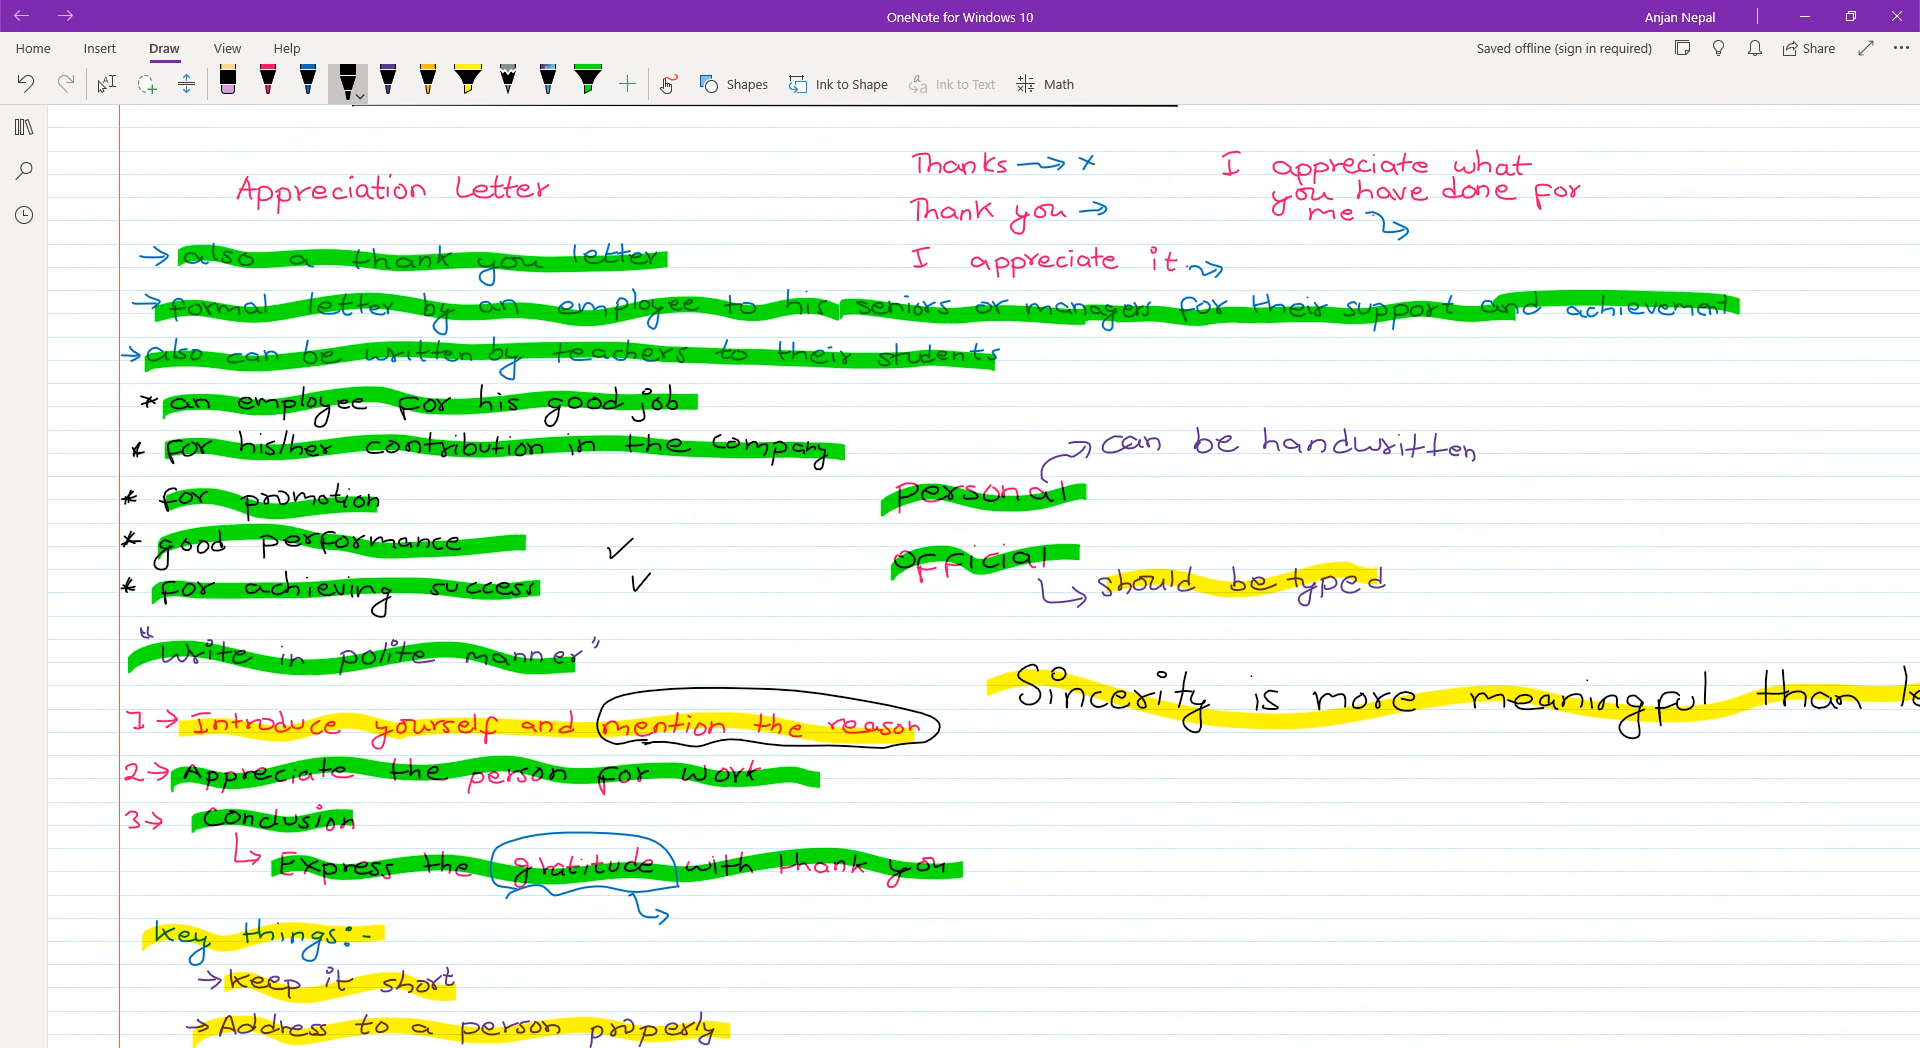 OneNote for Windows 10
Anjan Nepal
Home Insert Draw View Help
Saved offline (sign in required) Share
Shapes Ink to Shape Ink to Text Math
Appreciation Letter
Thanks → ×
Thank you →
I appreciate it. →
I appreciate what
you have done for
me →
→ also a thank you letter
→ formal letter by an employee to his seniors or managers for their support and achievement
→ also can be written by teachers to their students
* an employee for his good job
* for his/her contribution in the company
* for promotion
* good performance ✓
* for achieving success ✓
can be handwritten
Personal
Official
should be typed
"Write in polite manner"
Sincerity is more meaningful than
1→ Introduce yourself and mention the reason
2→ Appreciate the person for work
3→ Conclusion
↳ Express the gratitude with thank you
Key things:-
→ Keep it short
→ Address to a person properly